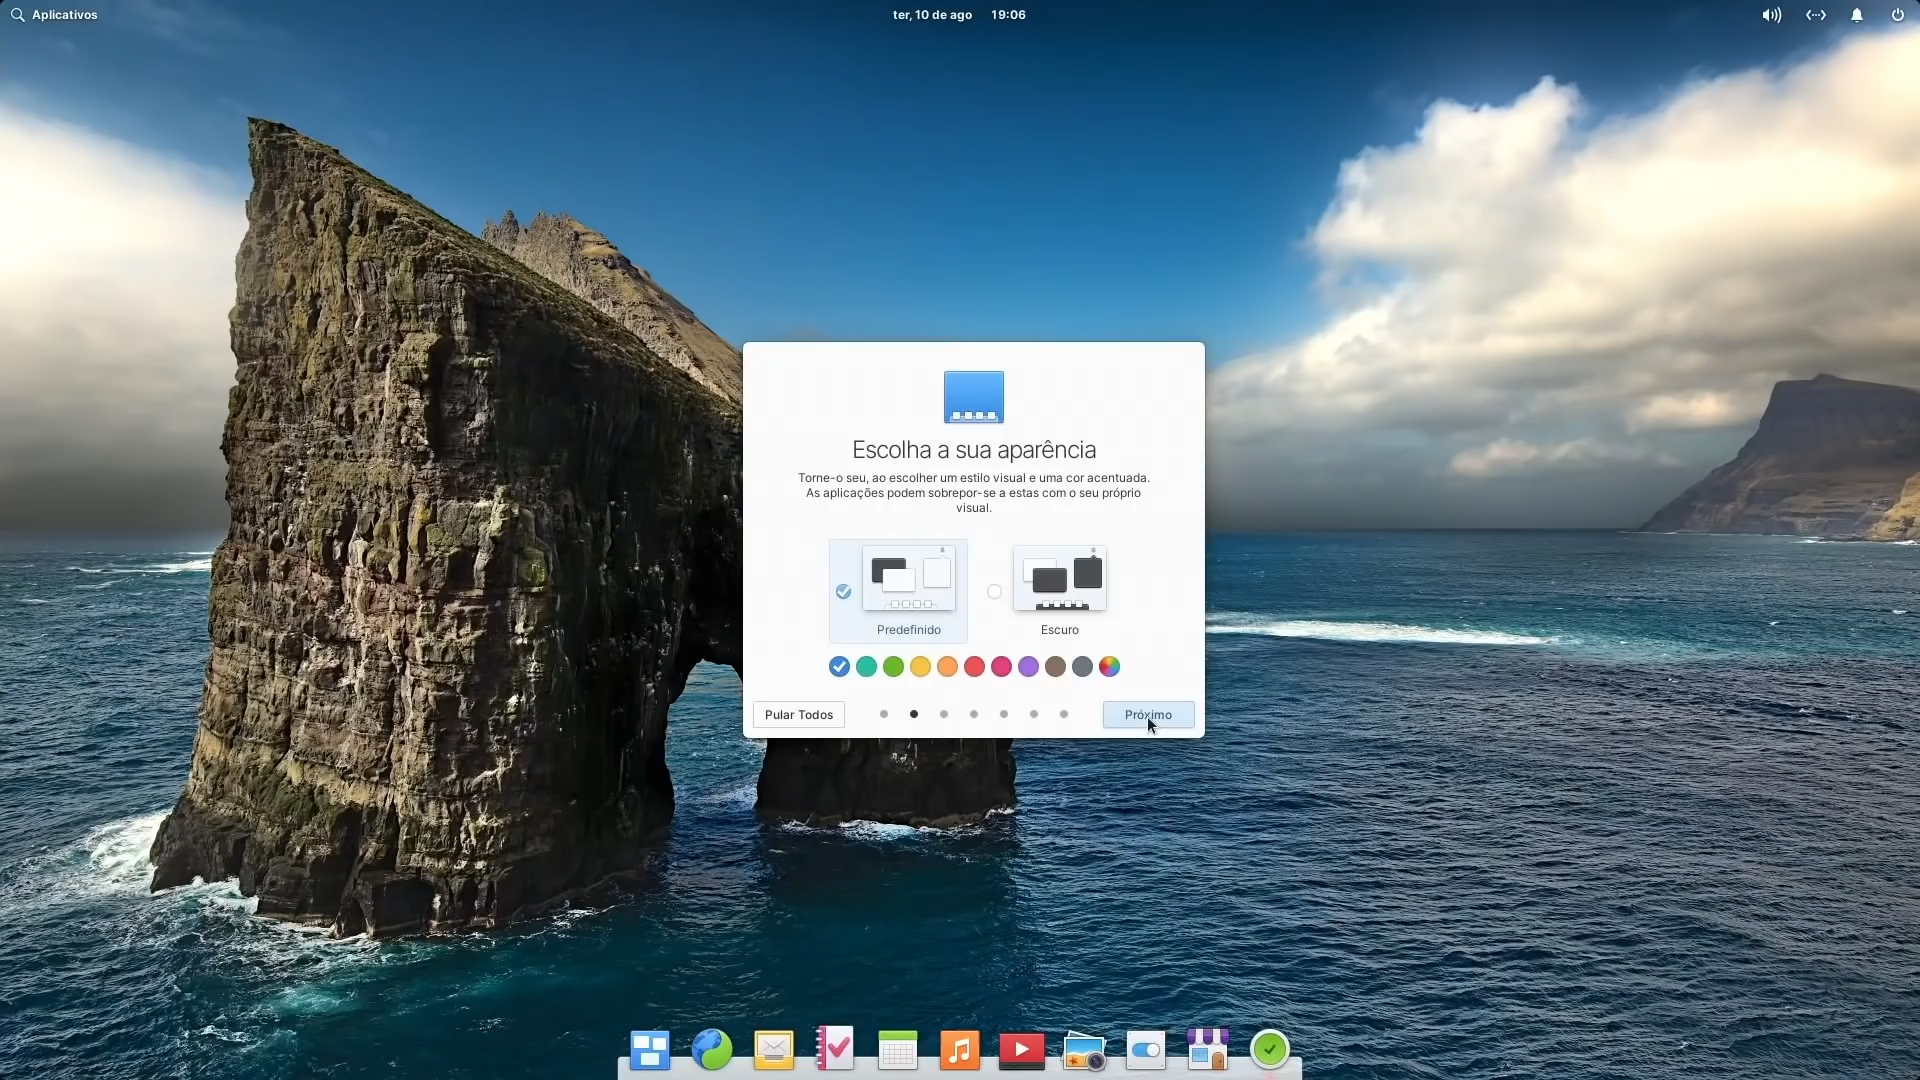 Aplicativos
ter, 10 de ago 19:06
Escolha a sua aparência
Torne-o seu, ao escolher um estilo visual e uma cor acentuada.
As aplicações podem sobrepor-se a estas com o seu próprio
visual.
Predefinido
Escuro
Pular Todos
Próximo